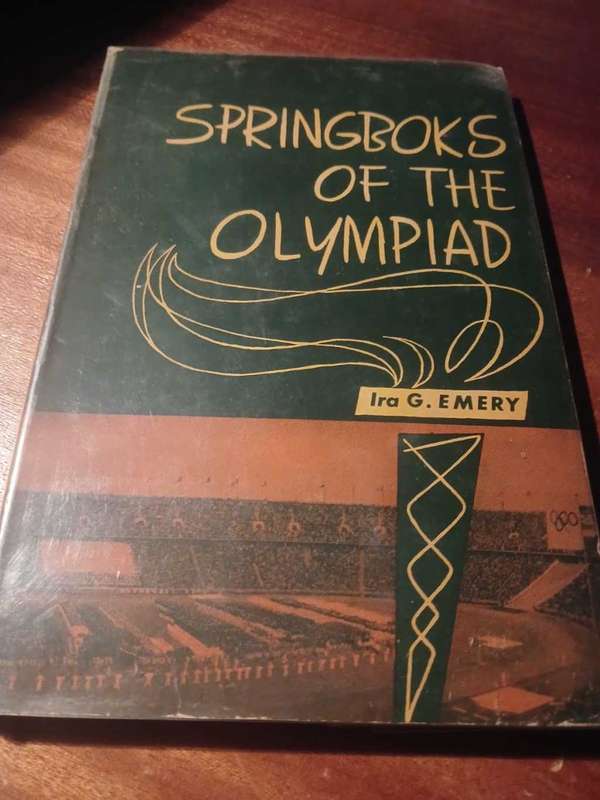 SPRINGBOKS
OF THE
OLYMPIAD
Ira G. EMERY